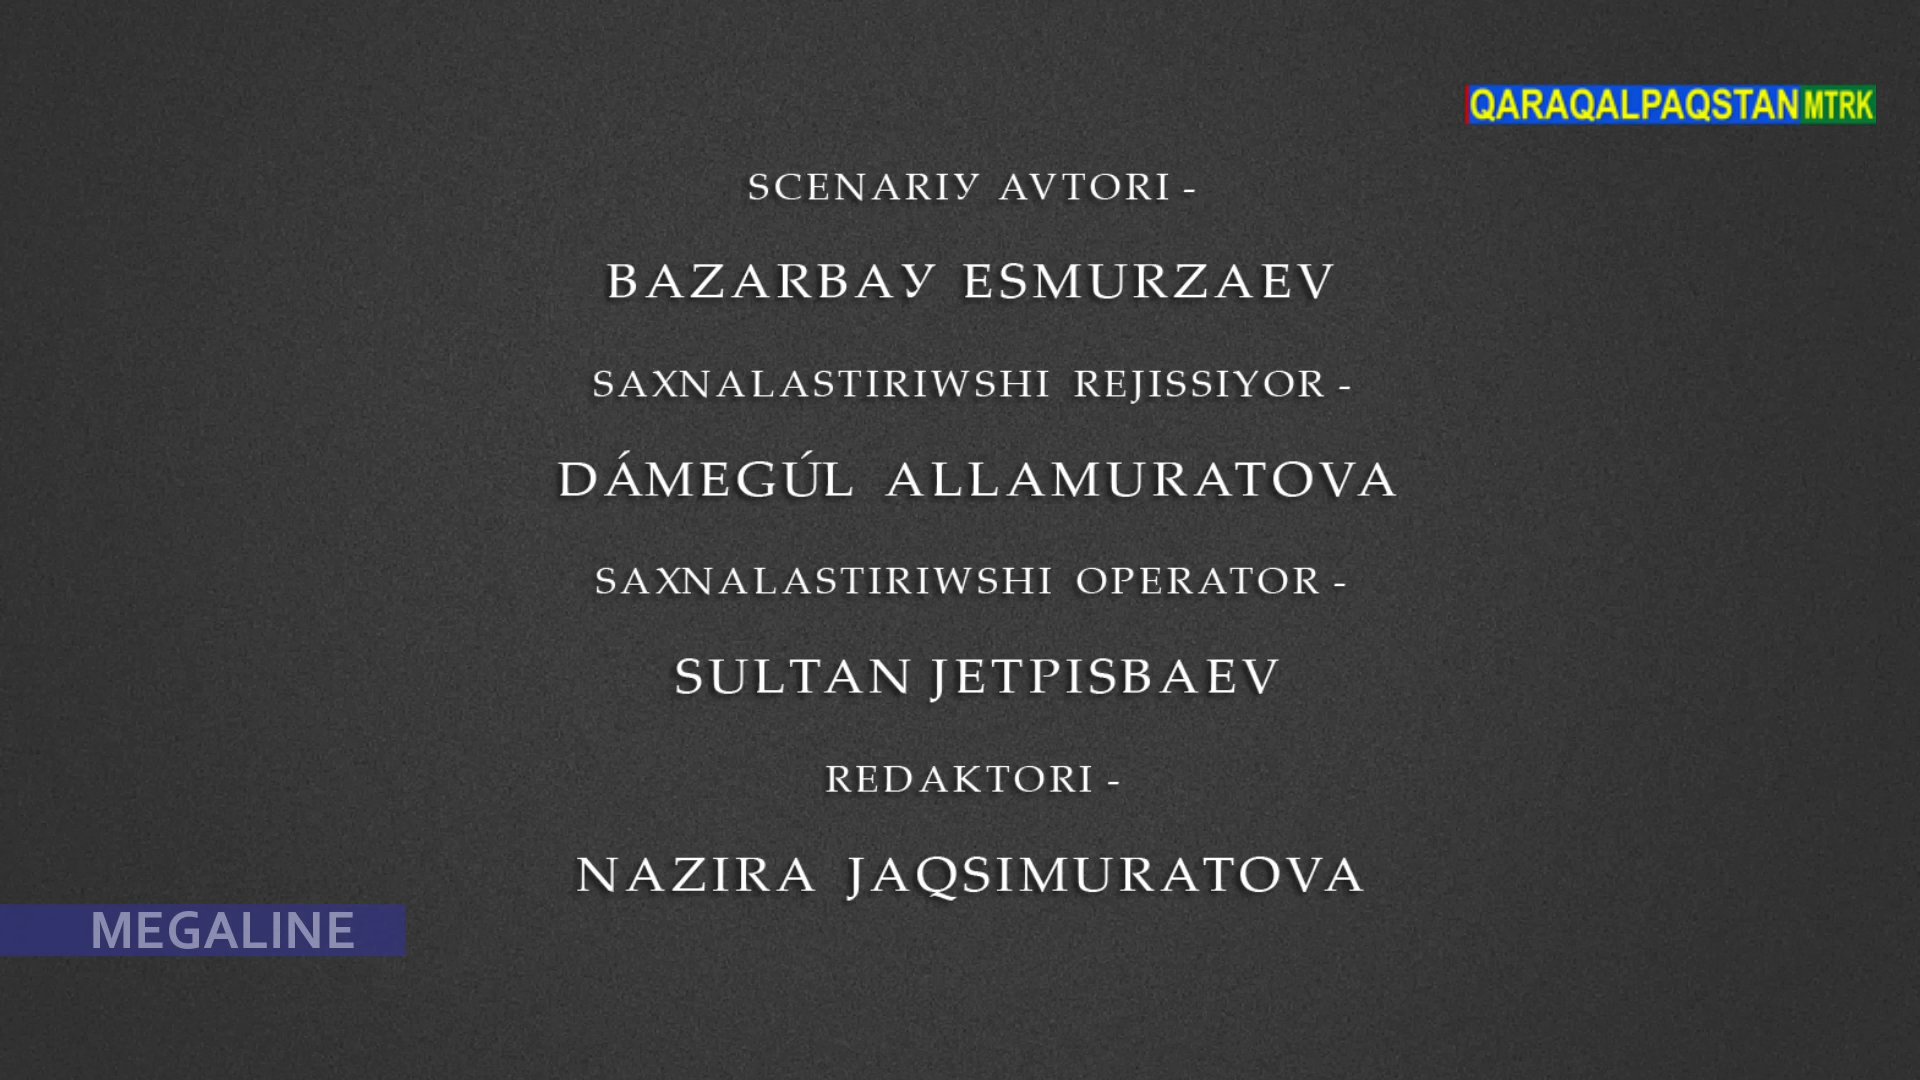 QARAQALPAQSTAN MTRK
SCENARIY AVTORI -
BAZARBAY ESMURZAEV
SAXNALASTIRIWSHI REJISSIYOR -
DÁMEGÚL ALLAMURATOVA
SAXNALASTIRIWSHI OPERATOR -
SULTAN JETPISBAEV
REDAKTORI -
NAZIRA JAQSIMURATOVA
MEGALINE